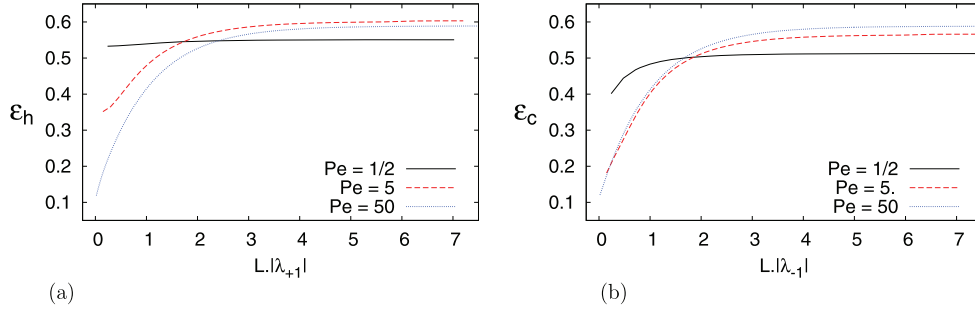 0.6
0.5
0.4
0.3
0.2
0.1
ε_h
Pe = 1/2
Pe = 5
Pe = 50
0 1 2 3 4 5 6 7
L.|λ_{+1}|
(a)
0.6
0.5
0.4
0.3
0.2
0.1
ε_c
Pe = 1/2
Pe = 5.
Pe = 50
0 1 2 3 4 5 6 7
L.|λ_{-1}|
(b)